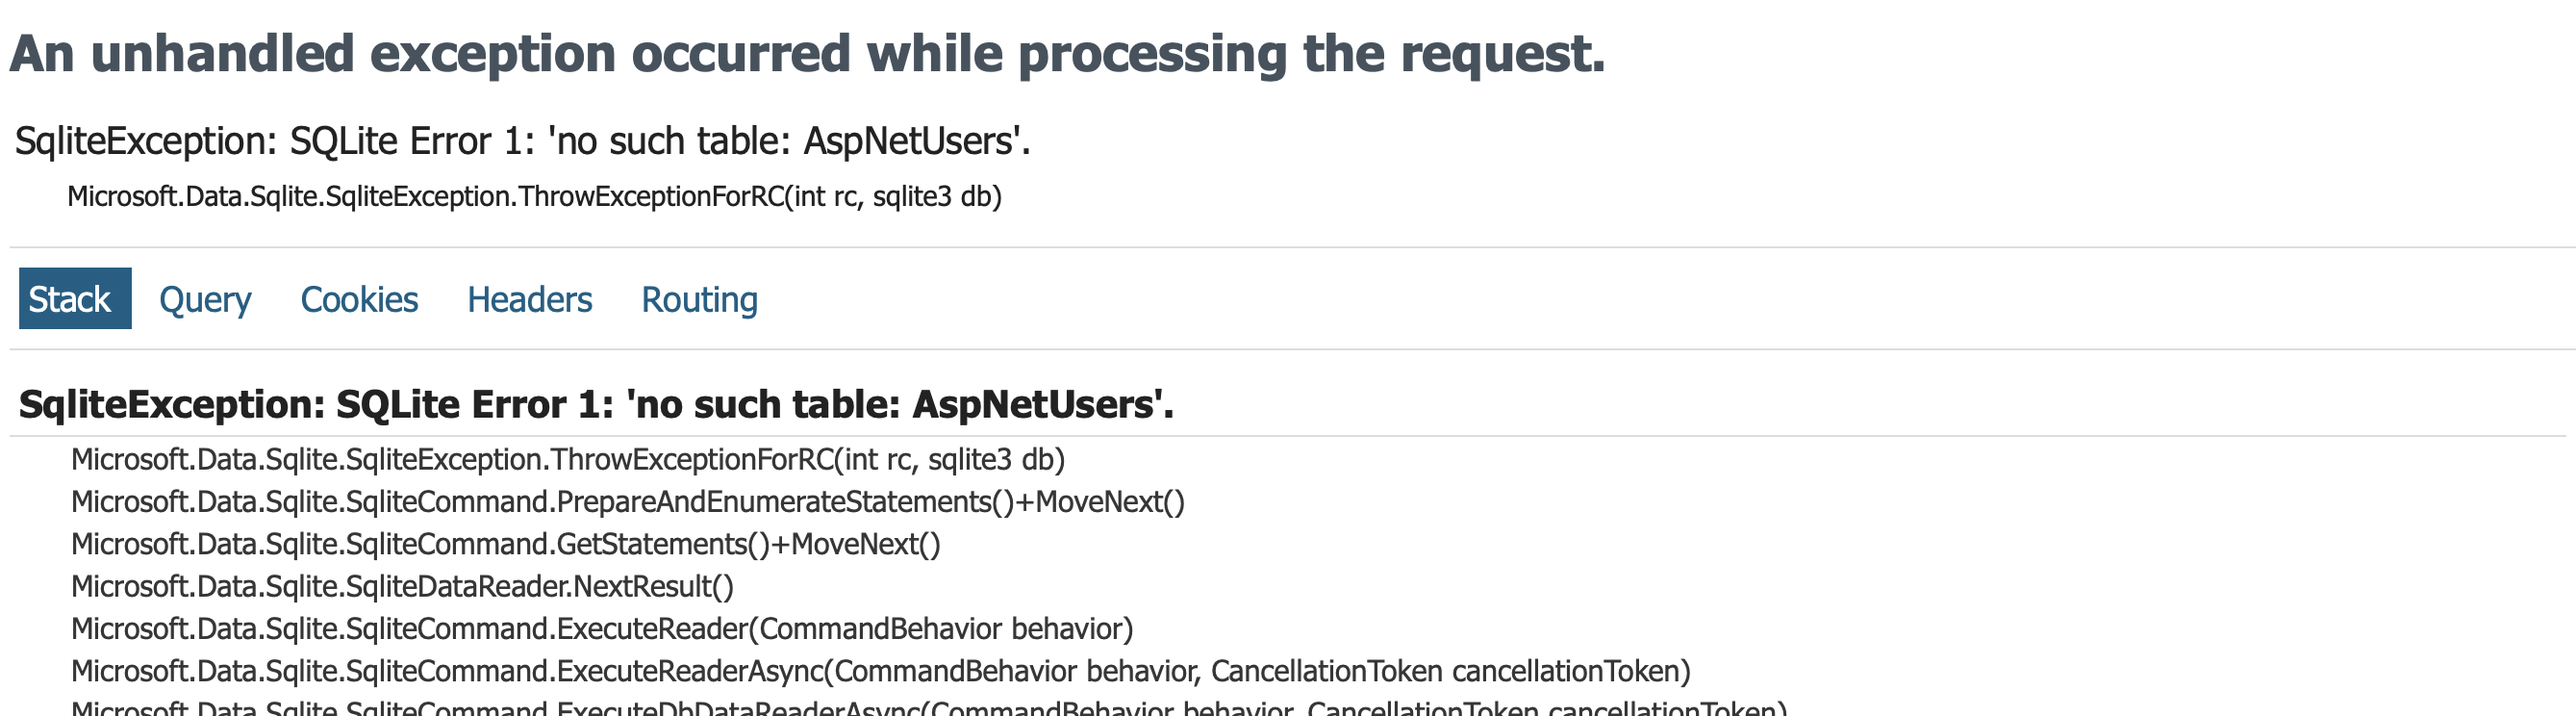 An unhandled exception occurred while processing the request.
SqliteException: SQLite Error 1: 'no such table: AspNetUsers'.
Microsoft.Data.Sqlite.SqliteException.ThrowExceptionForRC(int rc, sqlite3 db)
Stack Query Cookies Headers Routing
SqliteException: SQLite Error 1: 'no such table: AspNetUsers'.
Microsoft.Data.Sqlite.SqliteException.ThrowExceptionForRC(int rc, sqlite3 db)
Microsoft.Data.Sqlite.SqliteCommand.PrepareAndEnumerateStatements()+MoveNext()
Microsoft.Data.Sqlite.SqliteCommand.GetStatements()+MoveNext()
Microsoft.Data.Sqlite.SqliteDataReader.NextResult()
Microsoft.Data.Sqlite.SqliteCommand.ExecuteReader(CommandBehavior behavior)
Microsoft.Data.Sqlite.SqliteCommand.ExecuteReaderAsync(CommandBehavior behavior, CancellationToken cancellationToken)
Microsoft.Data.Sqlite.SqliteCommand.ExecuteDbDataReaderAsync(CommandBehavior behavior, CancellationToken cancellationToken)